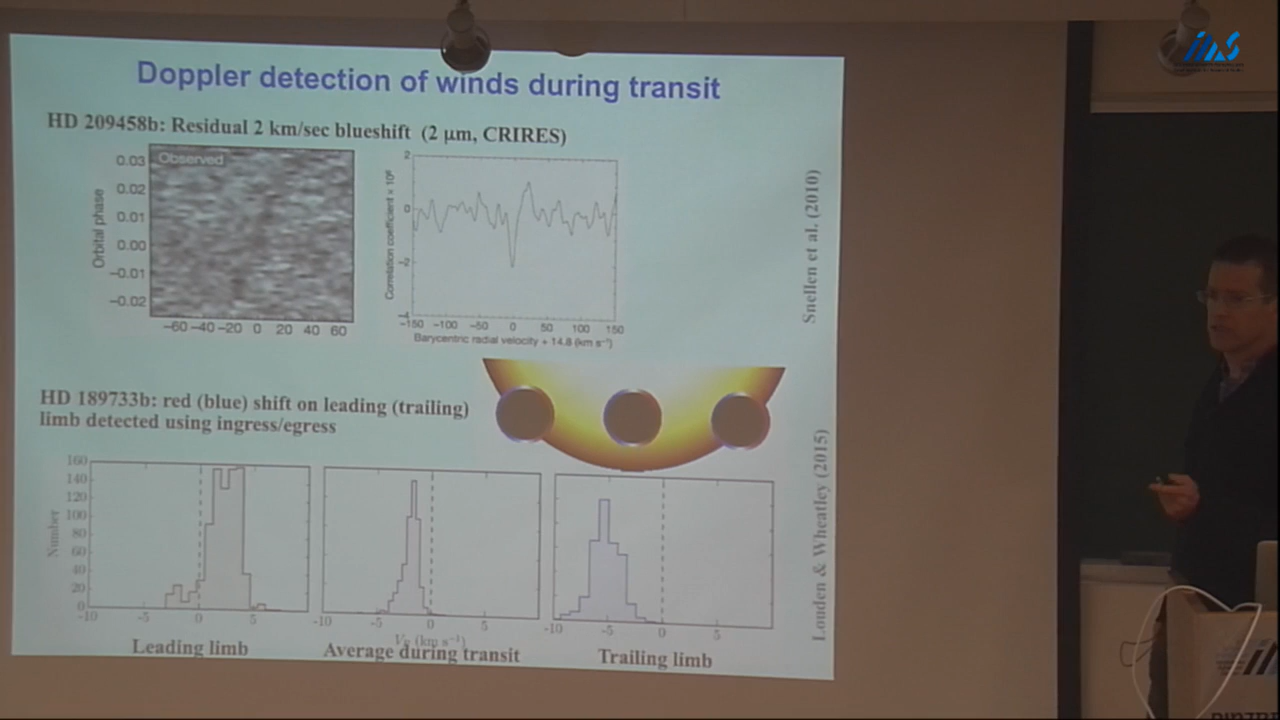 Doppler detection of winds during transit
HD 209458b: Residual 2 km/sec blueshift (2 μm, CRIRES)
Observed
Orbital phase
0.03
0.02
0.01
0.00
−0.01
−0.02
−60 −40 −20 0 20 40 60
Correlation coefficient × 10⁶
2
0
−2
−150 −100 −50 0 50 100 150
Barycentric radial velocity + 14.8 (km s⁻¹)
Snellen et al. (2010)
HD 189733b: red (blue) shift on leading (trailing)
limb detected using ingress/egress
Number
160
140
120
100
80
60
40
20
0
-10 -5 0 5
-10 -5 0 5
-10 -5 0 5
(km s⁻¹)
Leading limb
Average during transit
Trailing limb
Louden & Wheatley (2015)